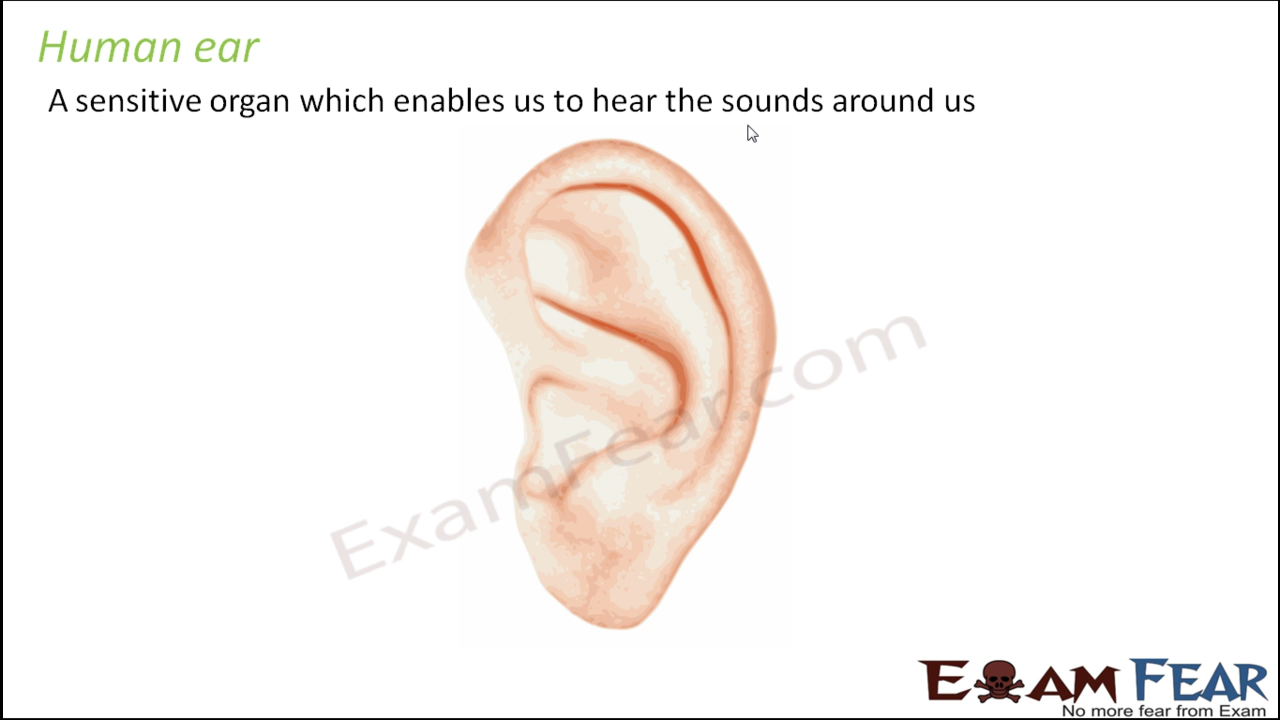 Human ear
A sensitive organ which enables us to hear the sounds around us
ExamFear.com
EXAM FEAR
No more fear from Exam